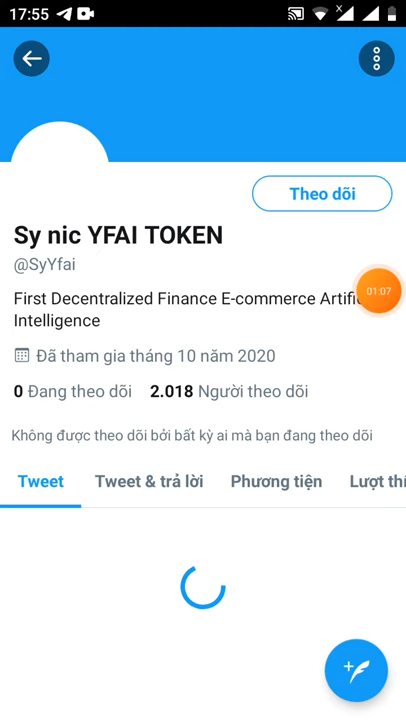 17:55
Theo dõi
Sy nic YFAI TOKEN
@SyYfai
First Decentralized Finance E-commerce
01:07
Intelligence
Đã tham gia tháng 10 năm 2020
0 Đang theo dõi 2.018 Người theo dõi
Không được theo dõi bởi bất kỳ ai mà bạn đang theo dõi
Tweet Tweet & trả lời Phương tiện Lượt